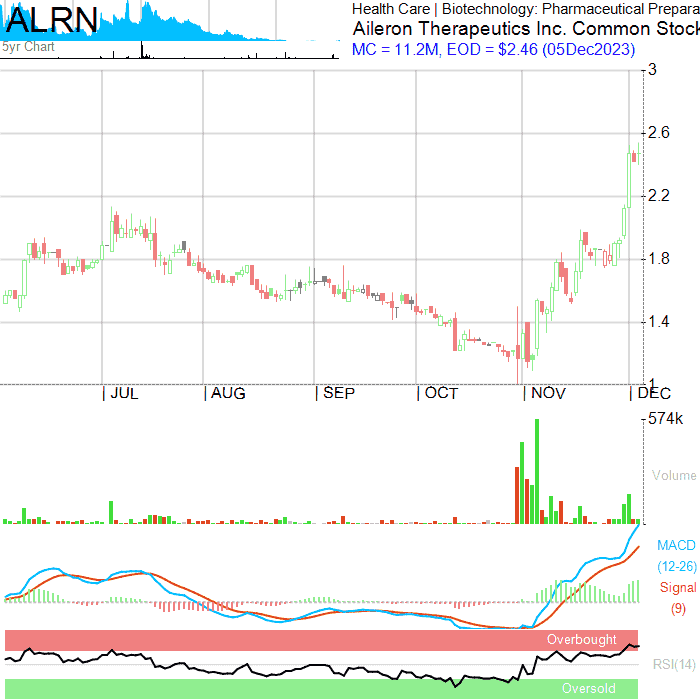 ALRN
5yr Chart
Health Care | Biotechnology: Pharmaceutical Prepara
Aileron Therapeutics Inc. Common Stock
MC = 11.2M, EOD = $2.46 (05Dec2023)
3
2.6
2.2
1.8
1.4
1
| JUL | AUG | SEP | OCT | NOV | DEC
574k
Volume
MACD
(12-26)
Signal
(9)
Overbought
RSI(14)
Oversold